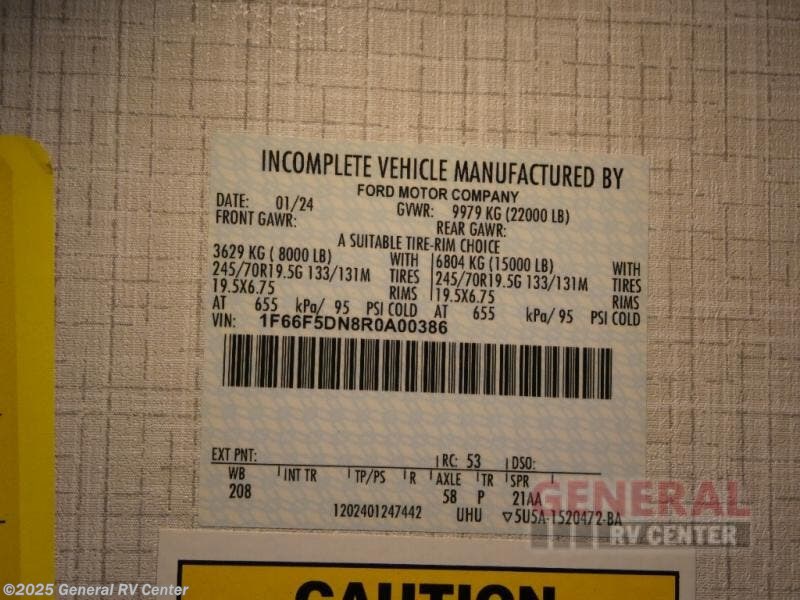 INCOMPLETE VEHICLE MANUFACTURED BY
FORD MOTOR COMPANY
DATE: 01/24 GVWR: 9979 KG (22000 LB)
FRONT GAWR: REAR GAWR:
A SUITABLE TIRE-RIM CHOICE
3629 KG ( 8000 LB) WITH 6804 KG (15000 LB) WITH
245/70R19.5G 133/131M TIRES 245/70R19.5G 133/131M TIRES
19.5X6.75 RIMS 19.5X6.75 RIMS
AT 655 kPa/ 95 PSI COLD AT 655 kPa/ 95 PSI COLD
VIN: 1F66F5DN8R0A00386
EXT PNT: RC: 53 DSO:
WB INT TR TP/PS R AXLE TR SPR
208 58 P 21AA
1202401247442 UHU ▽5U5A-1520472-BA
GENERAL
RV CENTER
CAUTION
©2025 General RV Center